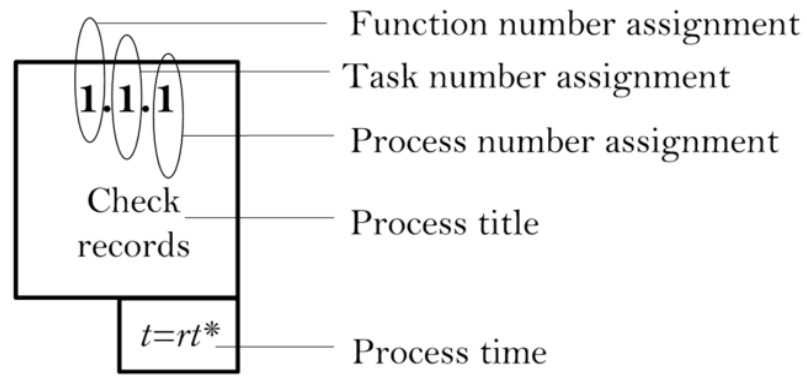 Function number assignment
Task number assignment
1.1.1
Process number assignment
Check
records
Process title
t=rt*
Process time